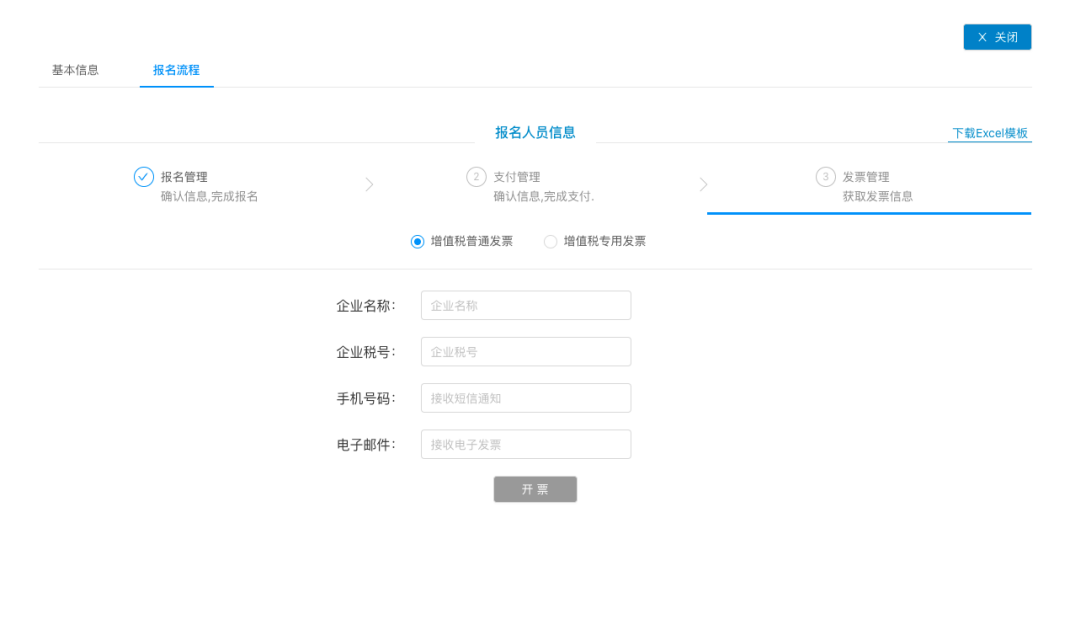 X 关闭
基本信息 报名流程
报名人员信息 下载Excel模板
报名管理
确认信息,完成报名
2 支付管理
确认信息,完成支付.
3 发票管理
获取发票信息
增值税普通发票 增值税专用发票
企业名称: 企业名称
企业税号: 企业税号
手机号码: 接收短信通知
电子邮件: 接收电子发票
开 票